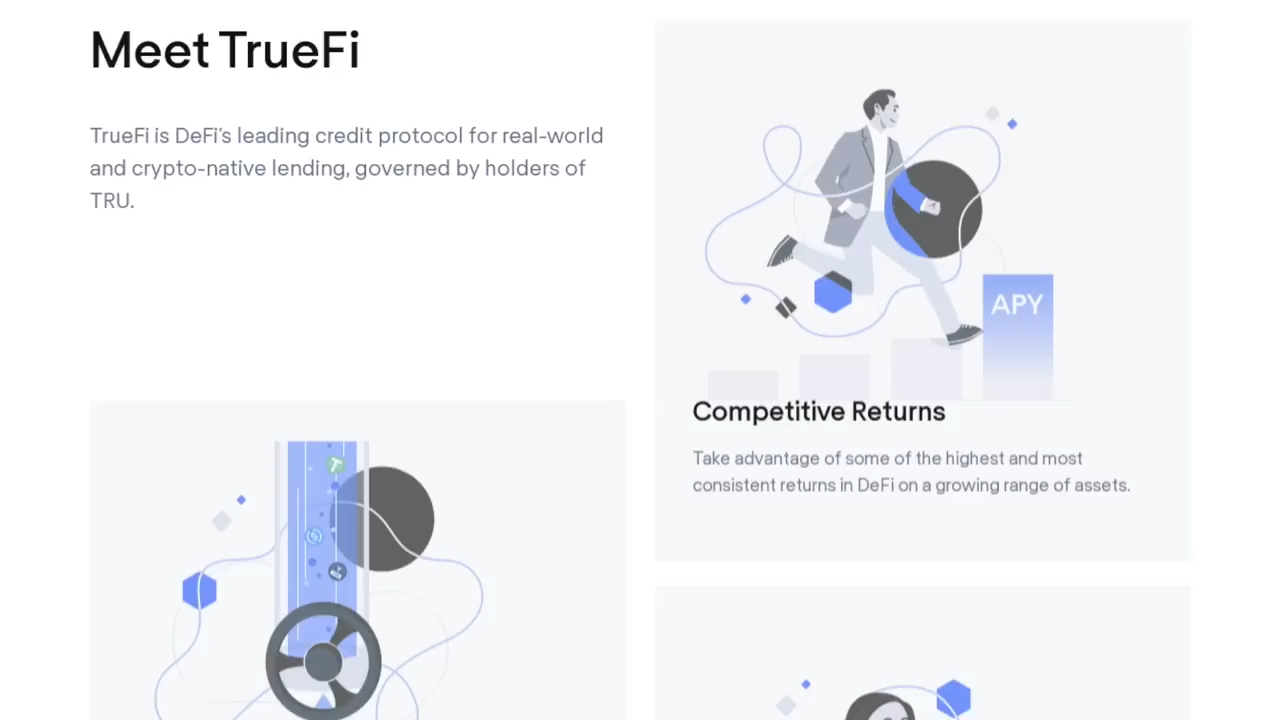 Meet TrueFi
TrueFi is DeFi's leading credit protocol for real-world
and crypto-native lending, governed by holders of
TRU.
APY
Competitive Returns
Take advantage of some of the highest and most
consistent returns in DeFi on a growing range of assets.